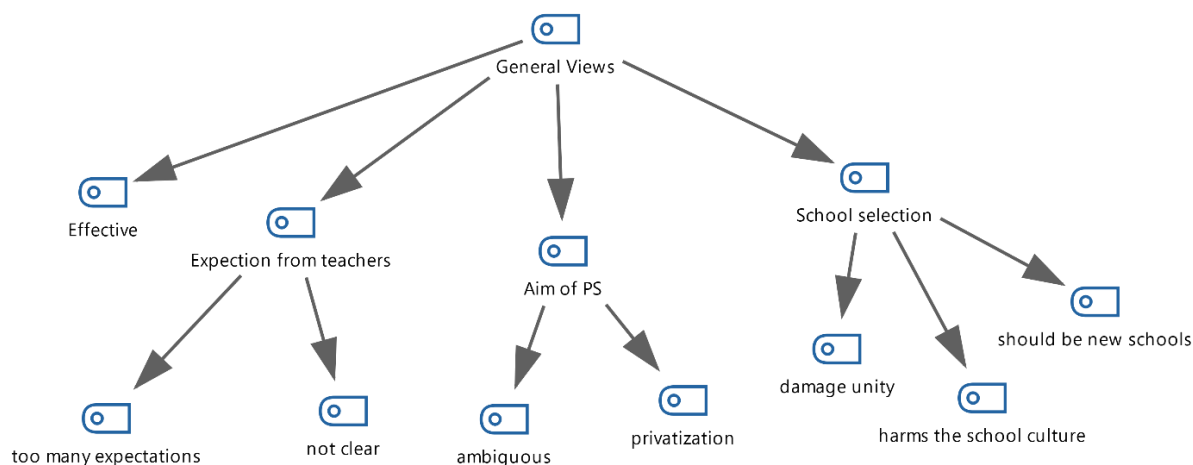 General Views
Effective
Expection from teachers
Aim of PS
School selection
too many expectations
not clear
ambiquous
privatization
damage unity
harms the school culture
should be new schools